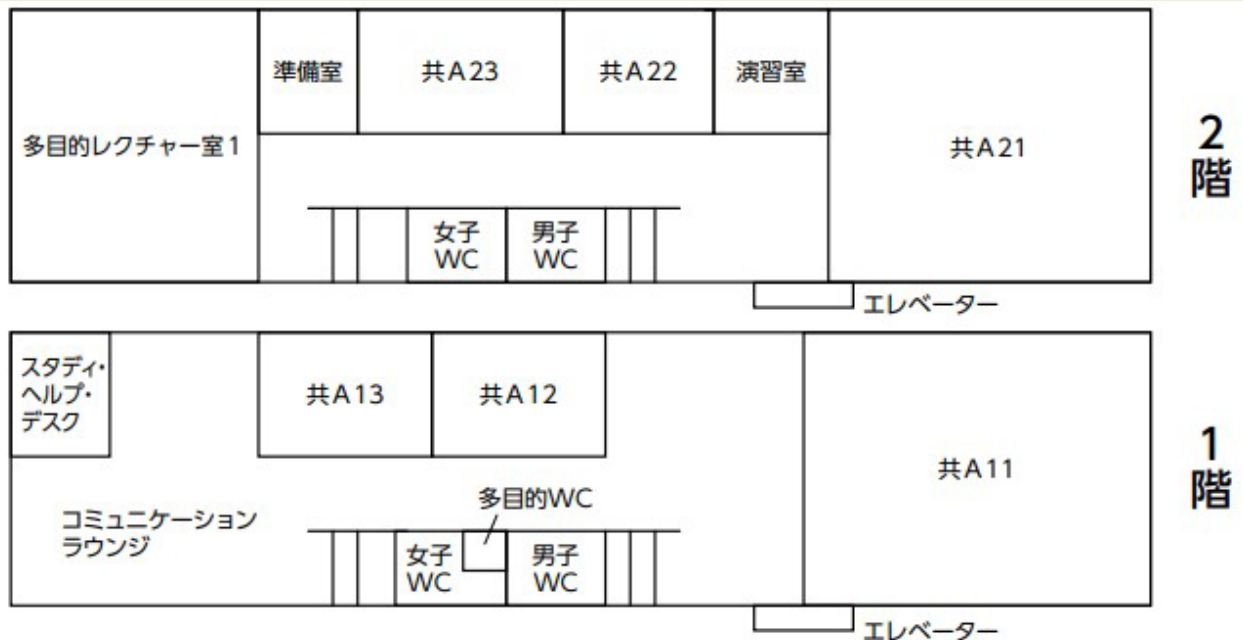 準備室
共A23
共A22
演習室
多目的レクチャー室1
共A21
2
階
女子
WC
男子
WC
エレベーター
スタディ・
ヘルプ・
デスク
共A13
共A12
共A11
1
階
多目的WC
コミュニケーション
ラウンジ
女子
WC
男子
WC
エレベーター